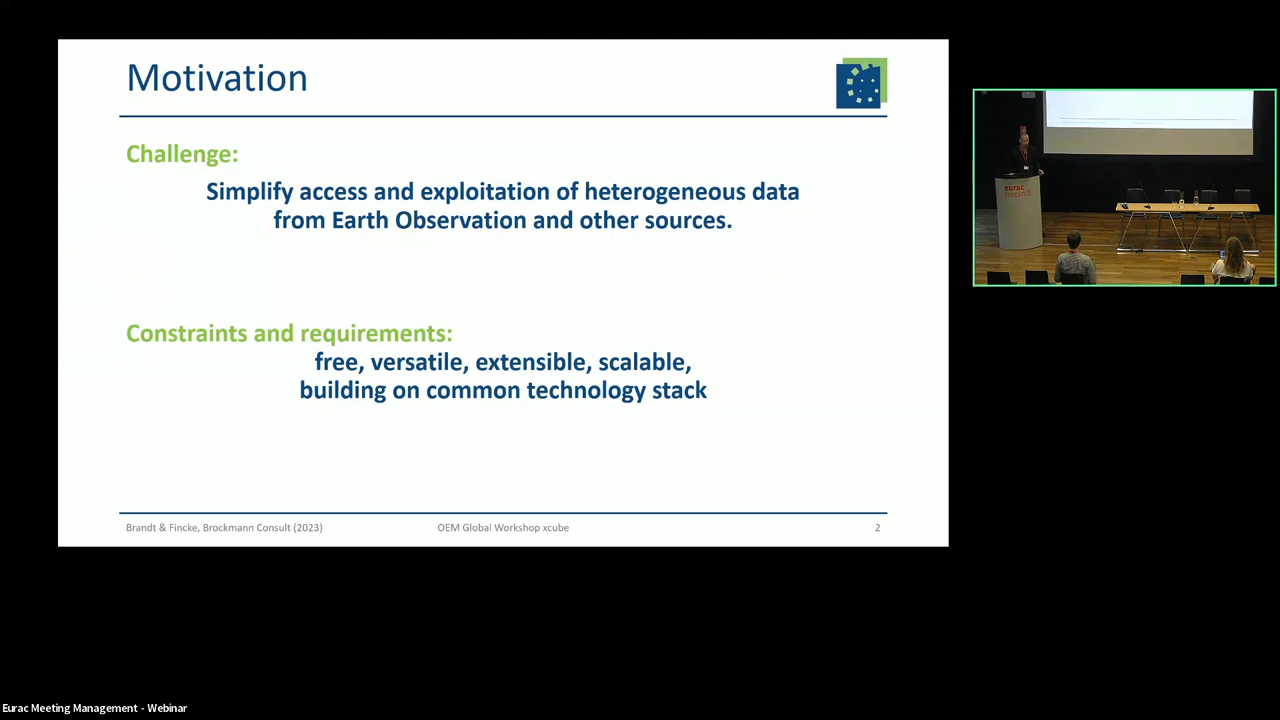 Motivation
Challenge:
Simplify access and exploitation of heterogeneous data
from Earth Observation and other sources.
Constraints and requirements:
free, versatile, extensible, scalable,
building on common technology stack
Brandt & Fincke, Brockmann Consult (2023)
OEM Global Workshop xcube
2
eurac
research
Eurac Meeting Management - Webinar